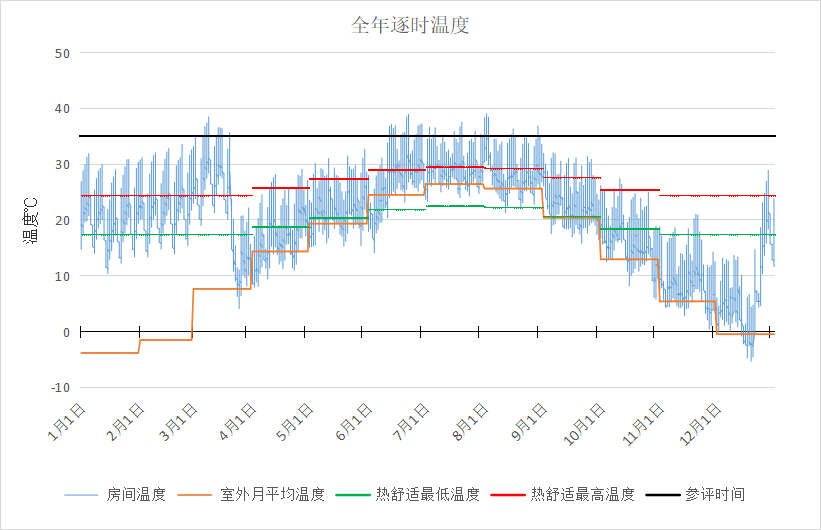 全年逐时温度
50
40
30
20
10
0
-10
温度℃
1月1日
2月1日
3月1日
4月1日
5月1日
6月1日
7月1日
8月1日
9月1日
10月1日
11月1日
12月1日
房间温度 室外月平均温度 热舒适最低温度 热舒适最高温度 参评时间